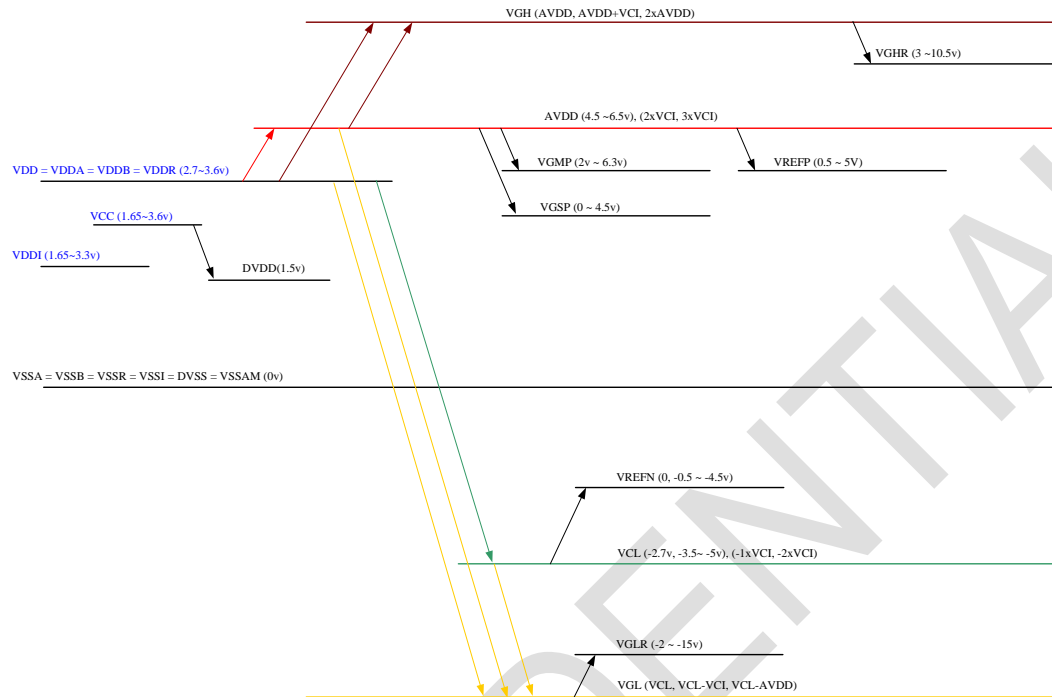 VGH (AVDD, AVDD+VCI, 2xAVDD)
VGHR (3 ~10.5v)
AVDD (4.5 ~6.5v), (2xVCI, 3xVCI)
VGMP (2v ~ 6.3v)
VREFP (0.5 ~ 5V)
VDD = VDDA = VDDB = VDDR (2.7~3.6v)
VGSP (0 ~ 4.5v)
VCC (1.65~3.6v)
VDDI (1.65~3.3v)
DVDD(1.5v)
VSSA = VSSB = VSSR = VSSI = DVSS = VSSAM (0v)
VREFN (0, -0.5 ~ -4.5v)
VCL (-2.7v, -3.5~ -5v), (-1xVCI, -2xVCI)
VGLR (-2 ~ -15v)
VGL (VCL, VCL-VCI, VCL-AVDD)
DENTIA